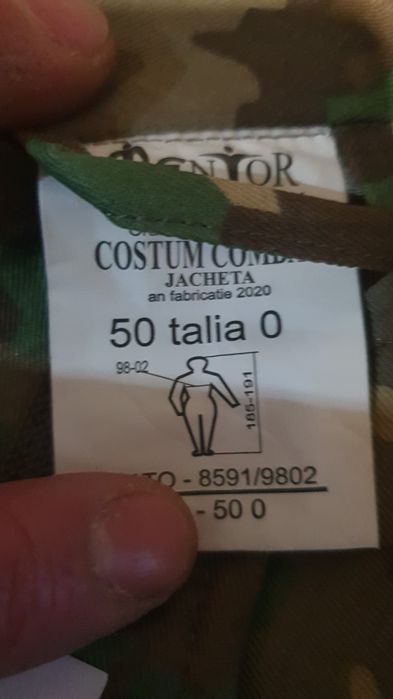 COSTUM
JACHETA
an fabricatie 2020
50 talia 0
98-02
185-191
- 8591/9802
- 50 0